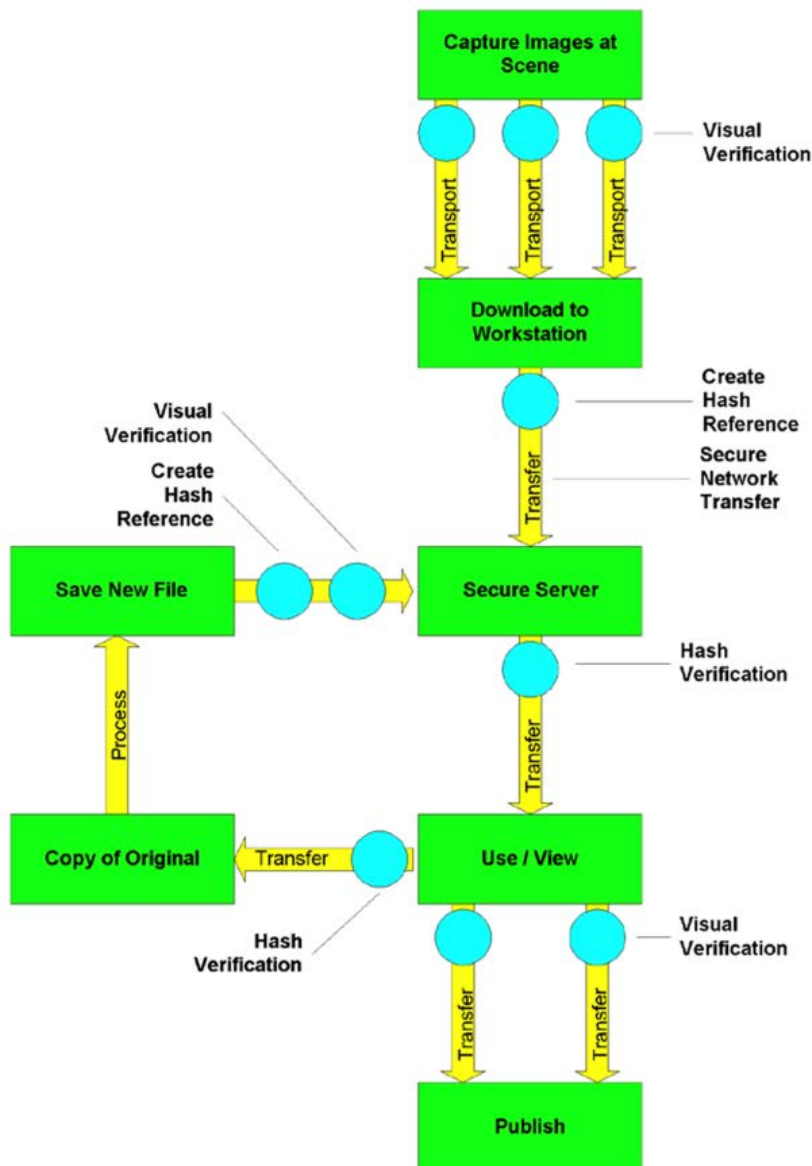 Capture Images at
Scene
Visual
Verification
Transport
Transport
Transport
Download to
Workstation
Create
Hash
Reference
Secure
Network
Transfer
Transfer
Visual
Verification
Create
Hash
Reference
Save New File
Secure Server
Hash
Verification
Process
Transfer
Copy of Original
Transfer
Use / View
Hash
Verification
Visual
Verification
Transfer
Transfer
Publish